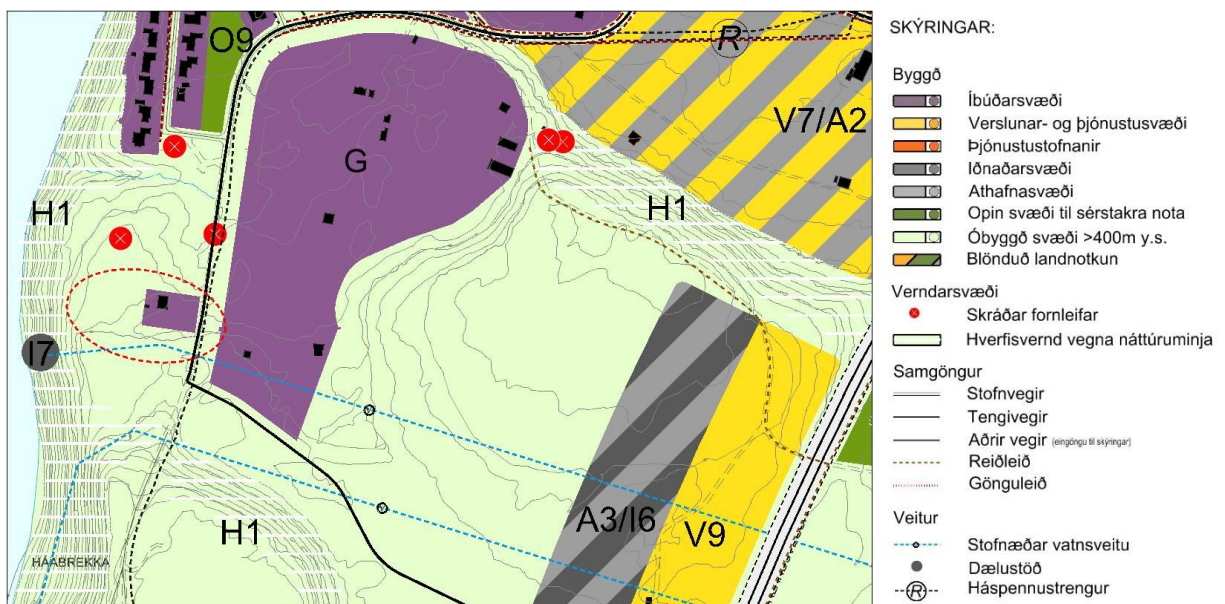 O9
R
V7/A2
G
H1
H1
I7
A3/I6
V9
H1
HÁABREKKA
SKÝRINGAR:
Byggð
Íbúðarsvæði
Verslunar- og þjónustusvæði
Þjónustustofnanir
Iðnaðarsvæði
Athafnasvæði
Opin svæði til sérstakra nota
Óbyggð svæði >400m y.s.
Blönduð landnotkun
Verndarsvæði
Skráðar fornleifar
Hverfisvernd vegna náttúruminja
Samgöngur
Stofnvegir
Tengivegir
Aðrir vegir (eingöngu til skýringar)
Reiðleið
Gönguleið
Veitur
Stofnæðar vatnsveitu
Dælustöð
R Háspennustrengur